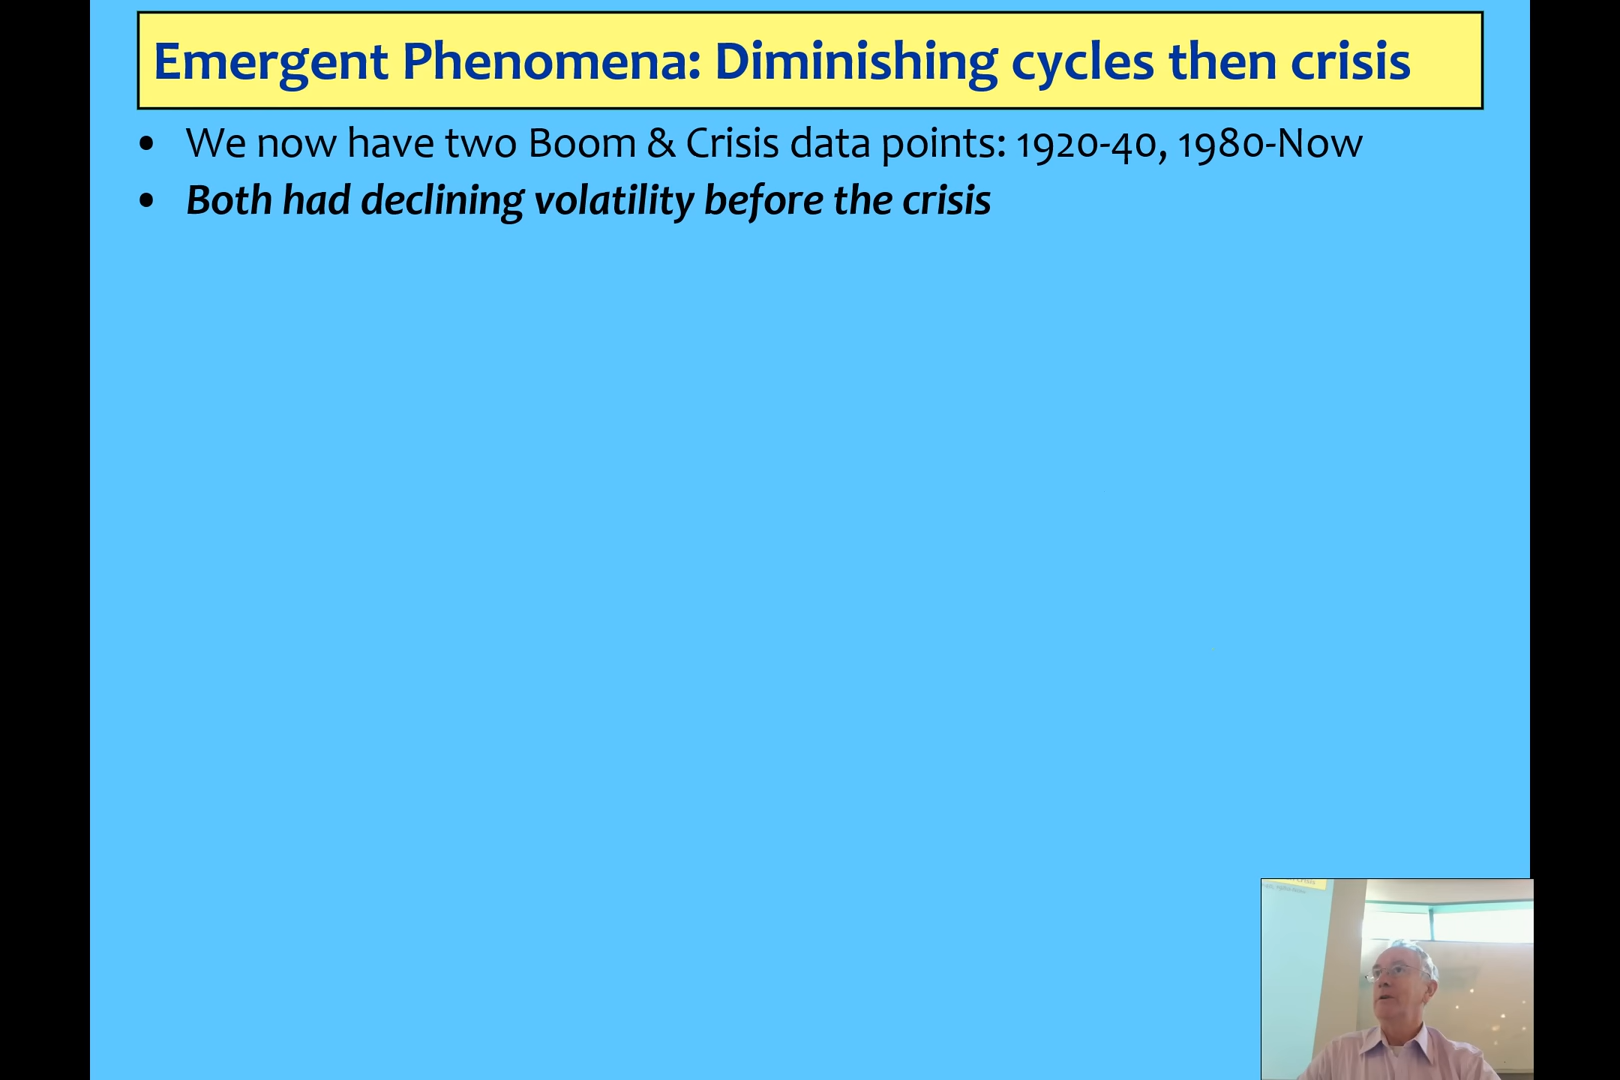 Emergent Phenomena: Diminishing cycles then crisis
• We now have two Boom & Crisis data points: 1920-40, 1980-Now
• Both had declining volatility before the crisis